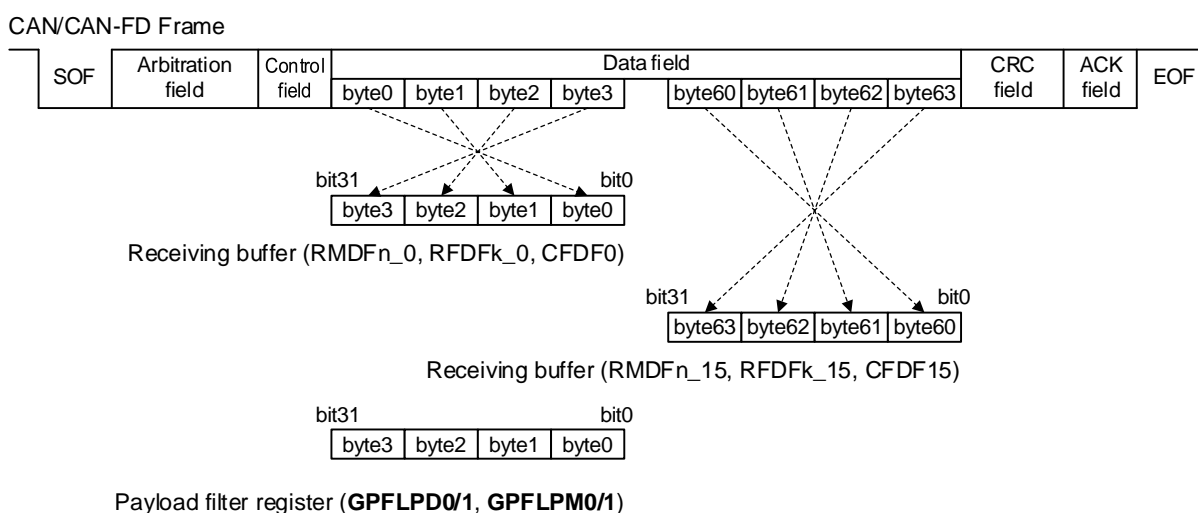 CAN/CAN-FD Frame
SOF
Arbitration field
Control field
Data field
CRC field
ACK field
EOF
byte0 byte1 byte2 byte3 byte60 byte61 byte62 byte63
bit31 bit0
byte3 byte2 byte1 byte0
Receiving buffer (RMDFn_0, RFDFk_0, CFDF0)
bit31 bit0
byte63 byte62 byte61 byte60
Receiving buffer (RMDFn_15, RFDFk_15, CFDF15)
bit31 bit0
byte3 byte2 byte1 byte0
Payload filter register (GPFLPD0/1, GPFLPM0/1)